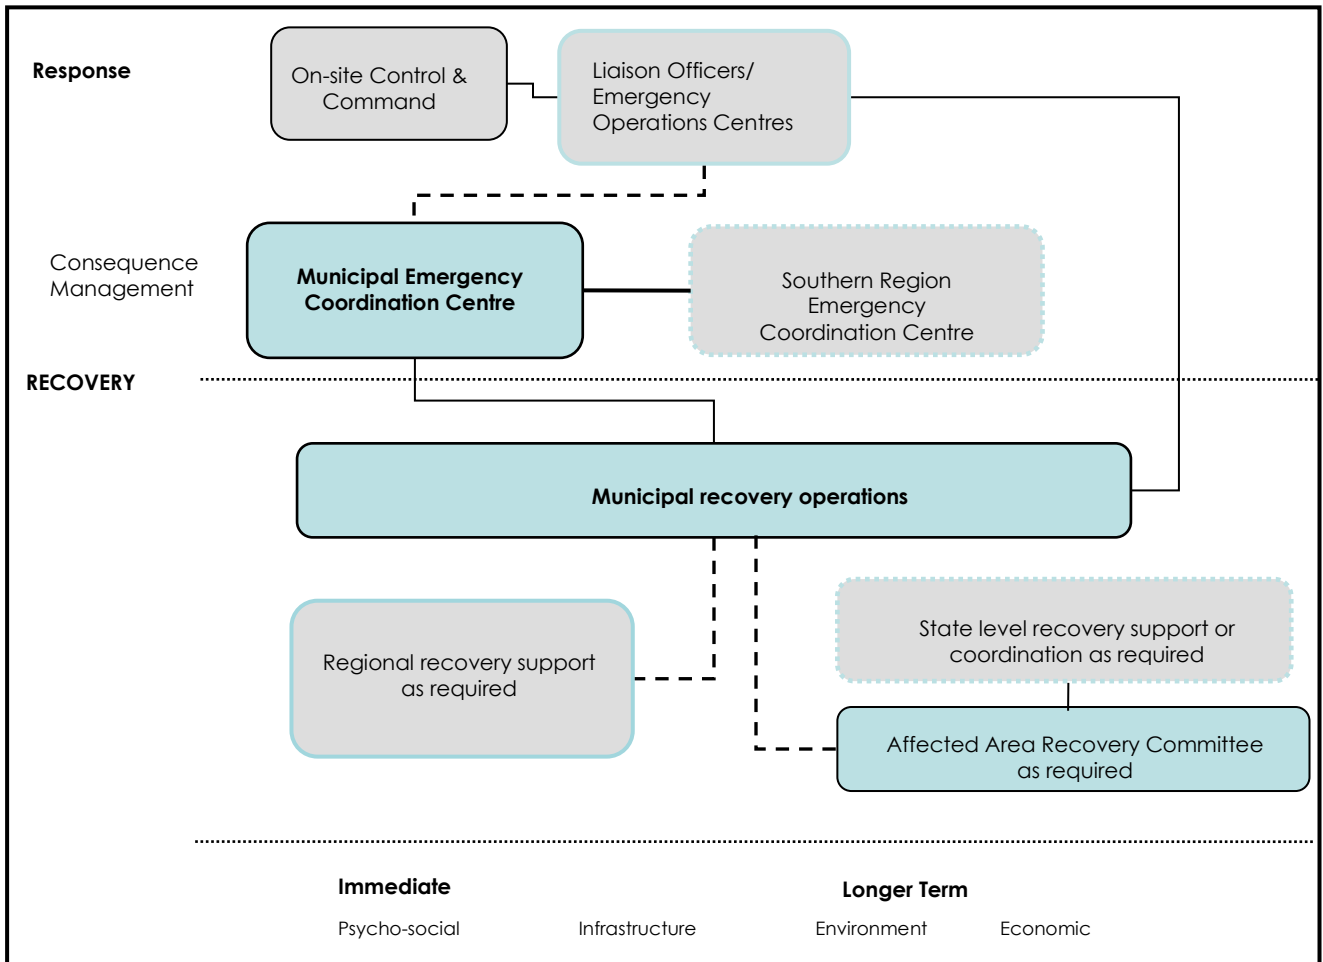 Response
On-site Control &
Command
Liaison Officers/
Emergency
Operations Centres
Consequence
Management
Municipal Emergency
Coordination Centre
Southern Region
Emergency
Coordination Centre
RECOVERY
Municipal recovery operations
Regional recovery support
as required
State level recovery support or
coordination as required
Affected Area Recovery Committee
as required
Immediate
Longer Term
Psycho-social
Infrastructure
Environment
Economic